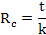 R_c = t/k